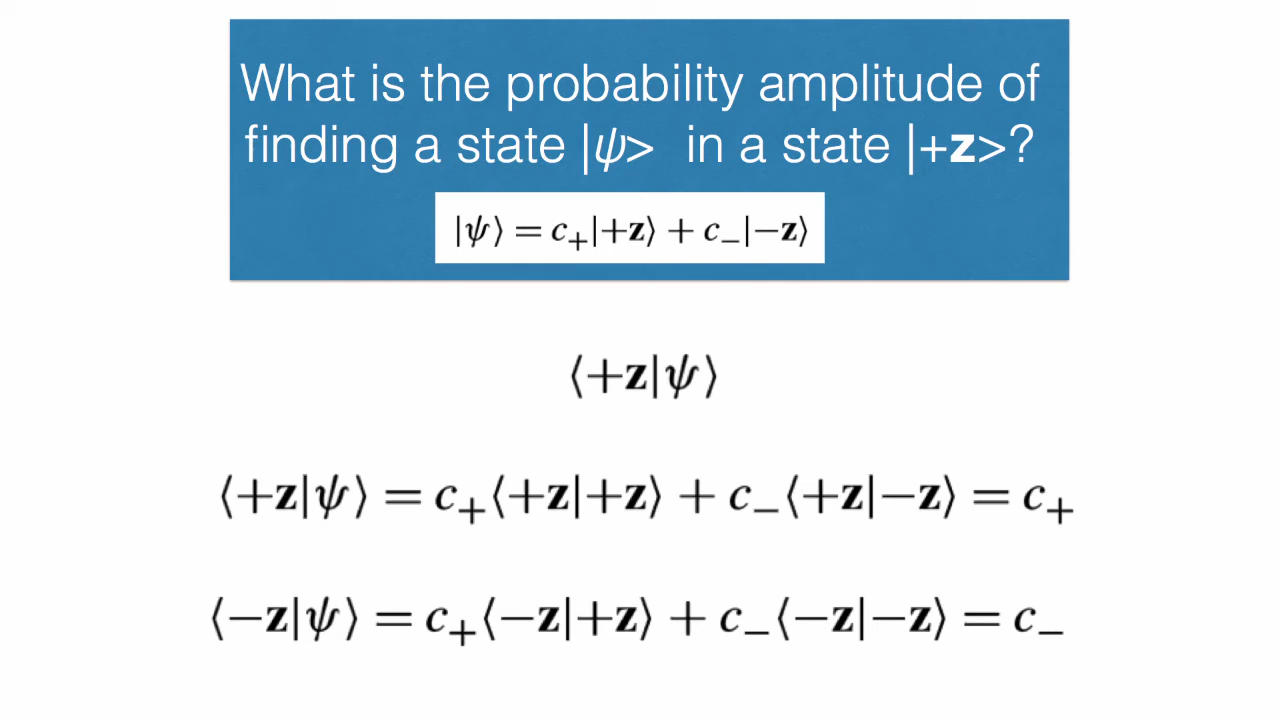 What is the probability amplitude of
finding a state |ψ> in a state |+z>?
|ψ⟩ = c₊|+z⟩ + c₋|−z⟩
⟨+z|ψ⟩
⟨+z|ψ⟩ = c₊⟨+z|+z⟩ + c₋⟨+z|−z⟩ = c₊
⟨−z|ψ⟩ = c₊⟨−z|+z⟩ + c₋⟨−z|−z⟩ = c₋